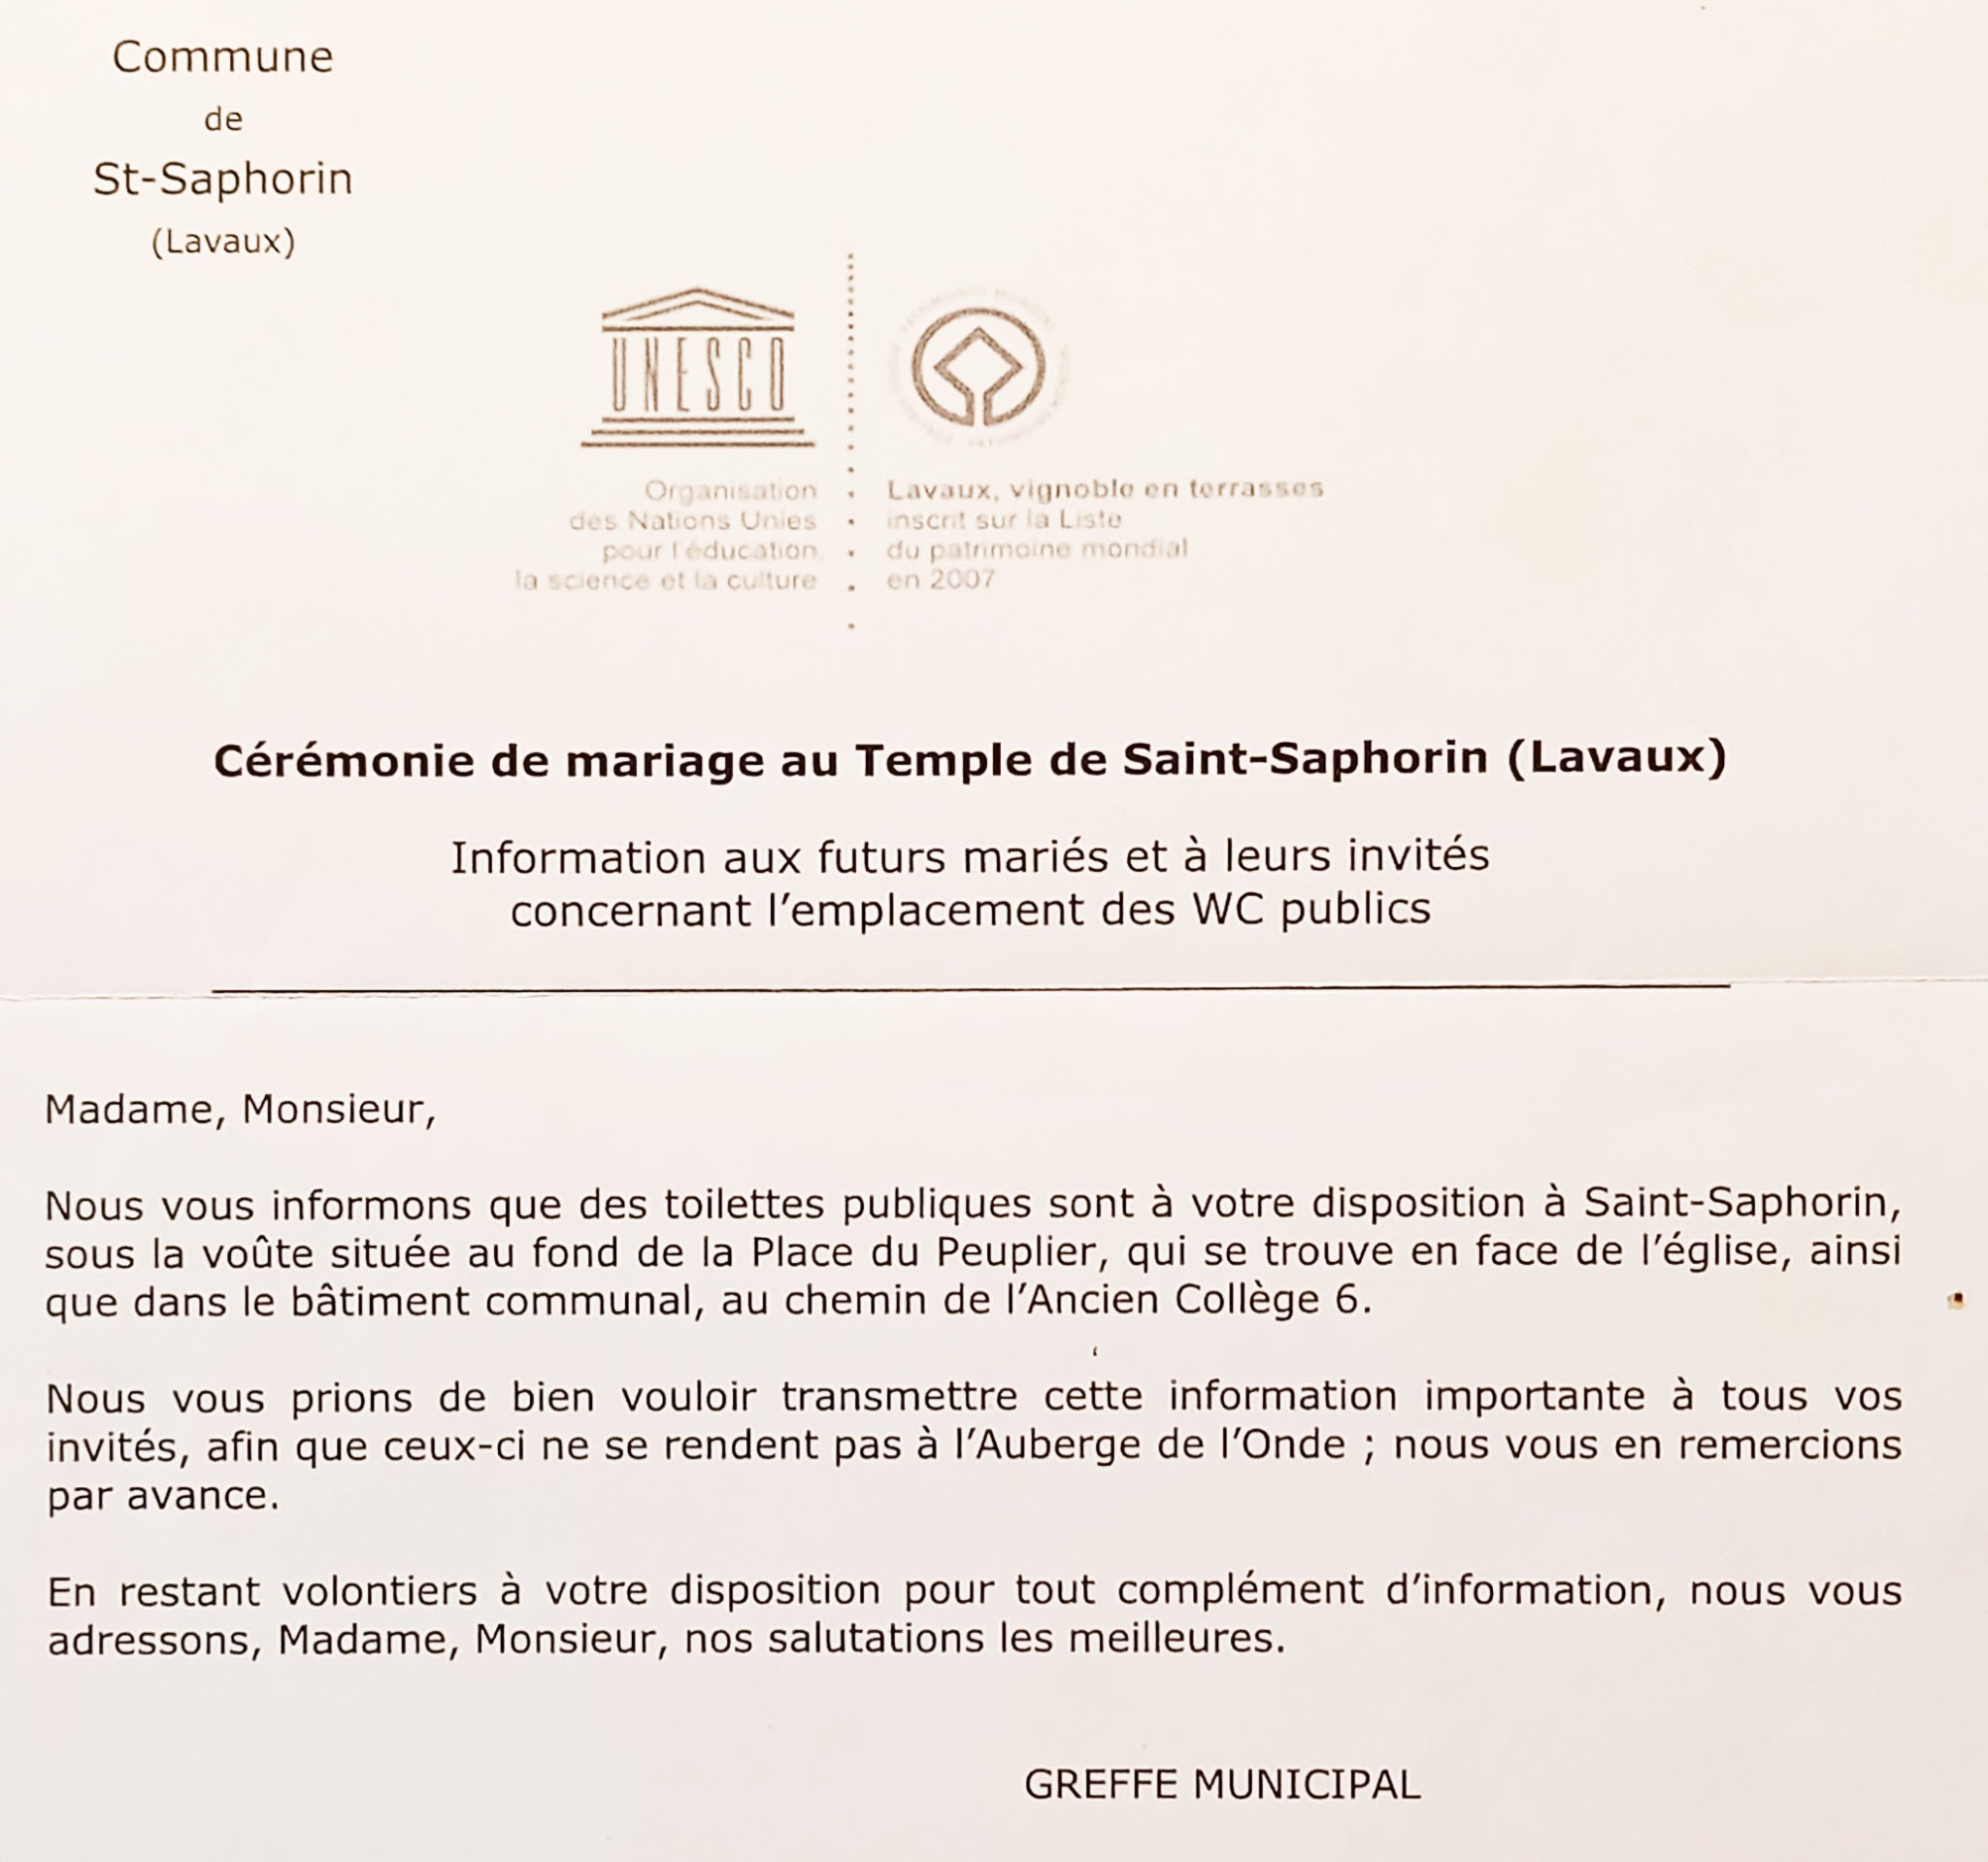 Commune
de
St-Saphorin
(Lavaux)
UNESCO
Organisation
des Nations Unies
pour l'éducation,
la science et la culture
Lavaux, vignoble en terrasses
inscrit sur la Liste
du patrimoine mondial
en 2007
Cérémonie de mariage au Temple de Saint-Saphorin (Lavaux)
Information aux futurs mariés et à leurs invités
concernant l'emplacement des WC publics
Madame, Monsieur,
Nous vous informons que des toilettes publiques sont à votre disposition à Saint-Saphorin,
sous la voûte située au fond de la Place du Peuplier, qui se trouve en face de l'église, ainsi
que dans le bâtiment communal, au chemin de l'Ancien Collège 6.
Nous vous prions de bien vouloir transmettre cette information importante à tous vos
invités, afin que ceux-ci ne se rendent pas à l'Auberge de l'Onde ; nous vous en remercions
par avance.
En restant volontiers à votre disposition pour tout complément d'information, nous vous
adressons, Madame, Monsieur, nos salutations les meilleures.
GREFFE MUNICIPAL